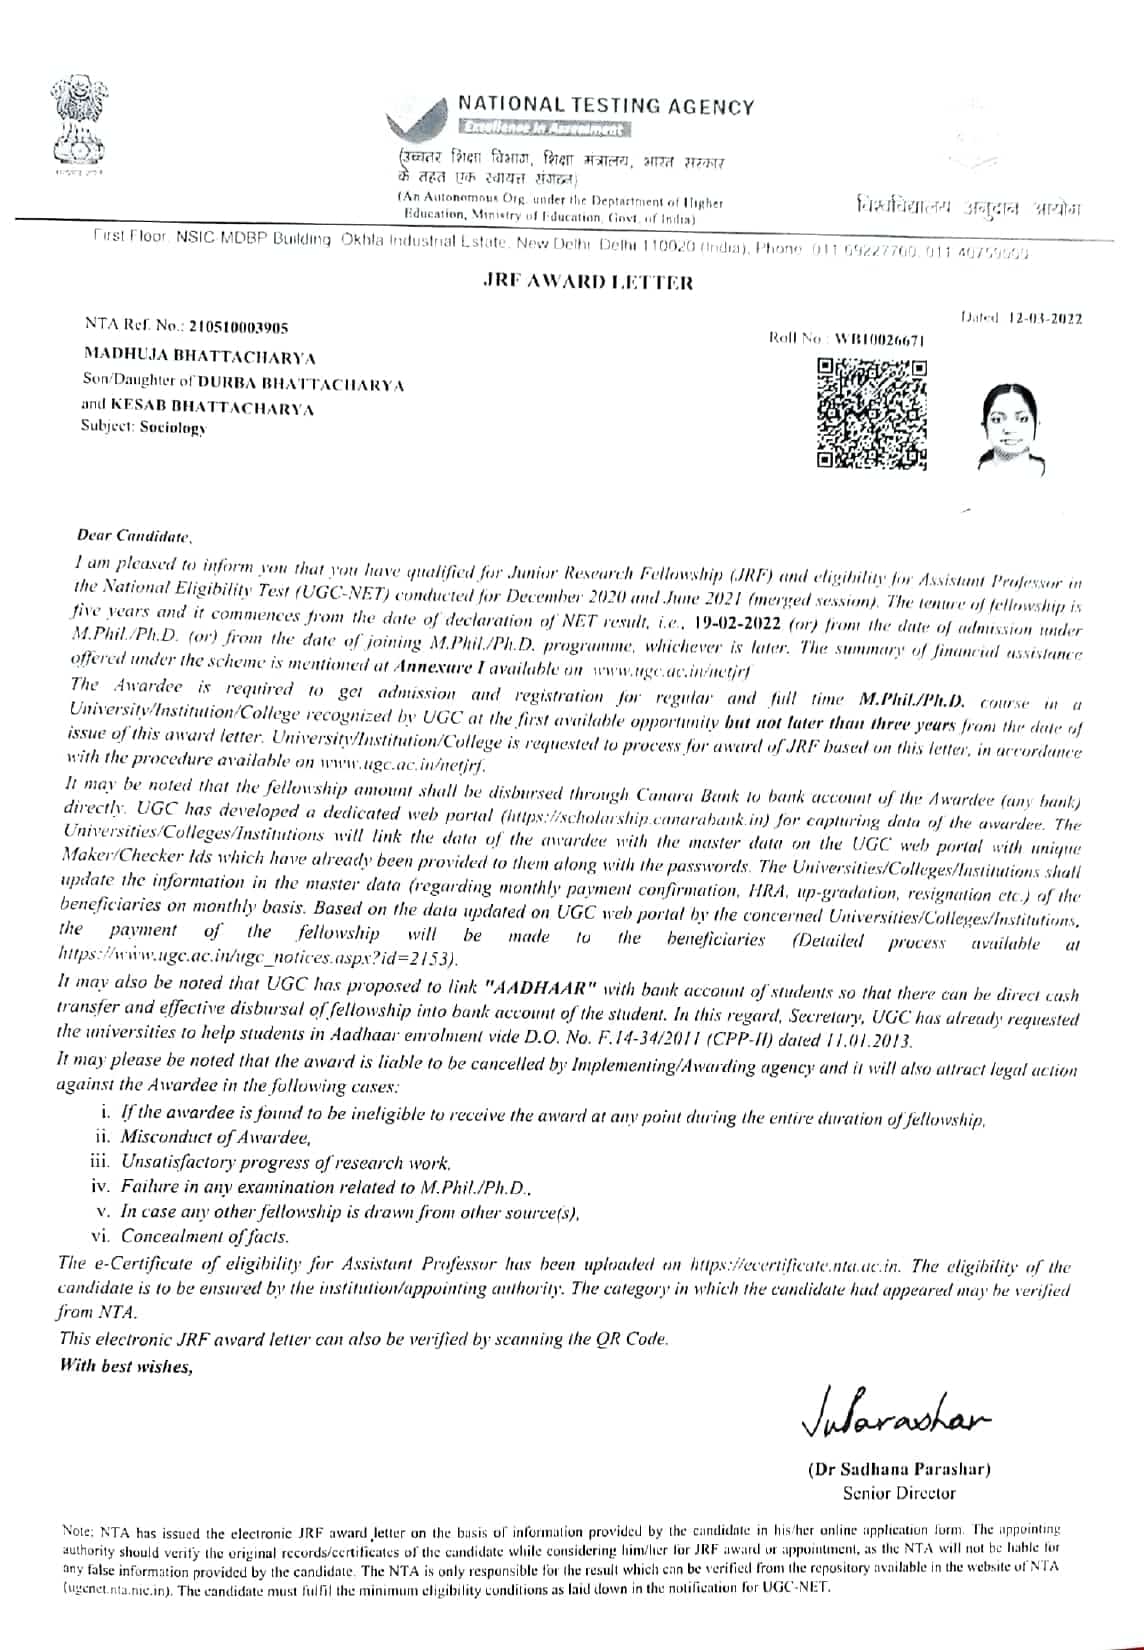 NATIONAL TESTING AGENCY
Excellence in Assessment
(उच्चतर शिक्षा विभाग, शिक्षा मंत्रालय, भारत सरकार
के तहत एक स्वायत्त संगठन)
(An Autonomous Org. under the Deptartment of Higher
Education, Ministry of Education, Govt. of India)
विश्वविद्यालय अनुदान आयोग
First Floor, NSIC-MDBP Building, Okhla Industrial Estate, New Delhi, Delhi 110020 (India), Phone: 011 69227700, 011 40759000
JRF AWARD LETTER
Dated 12-03-2022
NTA Ref. No.: 210510003905
Roll No : WB10026671
MADHUJA BHATTACHARYA
Son/Daughter of DURBA BHATTACHARYA
and KESAB BHATTACHARYA
Subject: Sociology
Dear Candidate,
I am pleased to inform you that you have qualified for Junior Research Fellowship (JRF) and eligibility for Assistant Professor in
the National Eligibility Test (UGC-NET) conducted for December 2020 and June 2021 (merged session). The tenure of fellowship is
five years and it commences from the date of declaration of NET result, i.e., 19-02-2022 (or) from the date of admission under
M.Phil./Ph.D. (or) from the date of joining M.Phil./Ph.D. programme, whichever is later. The summary of financial assistance
offered under the scheme is mentioned at Annexure I available on www.ugc.ac.in/netjrf
The Awardee is required to get admission and registration for regular and full time M.Phil./Ph.D. course in a
University/Institution/College recognized by UGC at the first available opportunity but not later than three years from the date of
issue of this award letter. University/Institution/College is requested to process for award of JRF based on this letter, in accordance
with the procedure available on www.ugc.ac.in/netjrf.
It may be noted that the fellowship amount shall be disbursed through Canara Bank to bank account of the Awardee (any bank)
directly. UGC has developed a dedicated web portal (https://scholarship.canarabank.in) for capturing data of the awardee. The
Universities/Colleges/Institutions will link the data of the awardee with the master data on the UGC web portal with unique
Maker/Checker Ids which have already been provided to them along with the passwords. The Universities/Colleges/Institutions shall
update the information in the master data (regarding monthly payment confirmation, HRA, up-gradation, resignation etc.) of the
beneficiaries on monthly basis. Based on the data updated on UGC web portal by the concerned Universities/Colleges/Institutions,
the payment of the fellowship will be made to the beneficiaries (Detailed process available at
https://www.ugc.ac.in/ugc_notices.aspx?id=2153).
It may also be noted that UGC has proposed to link "AADHAAR" with bank account of students so that there can be direct cash
transfer and effective disbursal of fellowship into bank account of the student. In this regard, Secretary, UGC has already requested
the universities to help students in Aadhaar enrolment vide D.O. No. F.14-34/2011 (CPP-II) dated 11.01.2013.
It may please be noted that the award is liable to be cancelled by Implementing/Awarding agency and it will also attract legal action
against the Awardee in the following cases:
i. If the awardee is found to be ineligible to receive the award at any point during the entire duration of fellowship,
ii. Misconduct of Awardee,
iii. Unsatisfactory progress of research work,
iv. Failure in any examination related to M.Phil./Ph.D.,
v. In case any other fellowship is drawn from other source(s),
vi. Concealment of facts.
The e-Certificate of eligibility for Assistant Professor has been uploaded on https://ecertificate.nta.ac.in. The eligibility of the
candidate is to be ensured by the institution/appointing authority. The category in which the candidate had appeared may be verified
from NTA.
This electronic JRF award letter can also be verified by scanning the QR Code.
With best wishes,
(Dr Sadhana Parashar)
Senior Director
Note: NTA has issued the electronic JRF award letter on the basis of information provided by the candidate in his/her online application form. The appointing
authority should verify the original records/certificates of the candidate while considering him/her for JRF award or appointment, as the NTA will not be liable for
any false information provided by the candidate. The NTA is only responsible for the result which can be verified from the repository available in the website of NTA
(ugcnet.nta.nic.in). The candidate must fulfil the minimum eligibility conditions as laid down in the notification for UGC-NET.